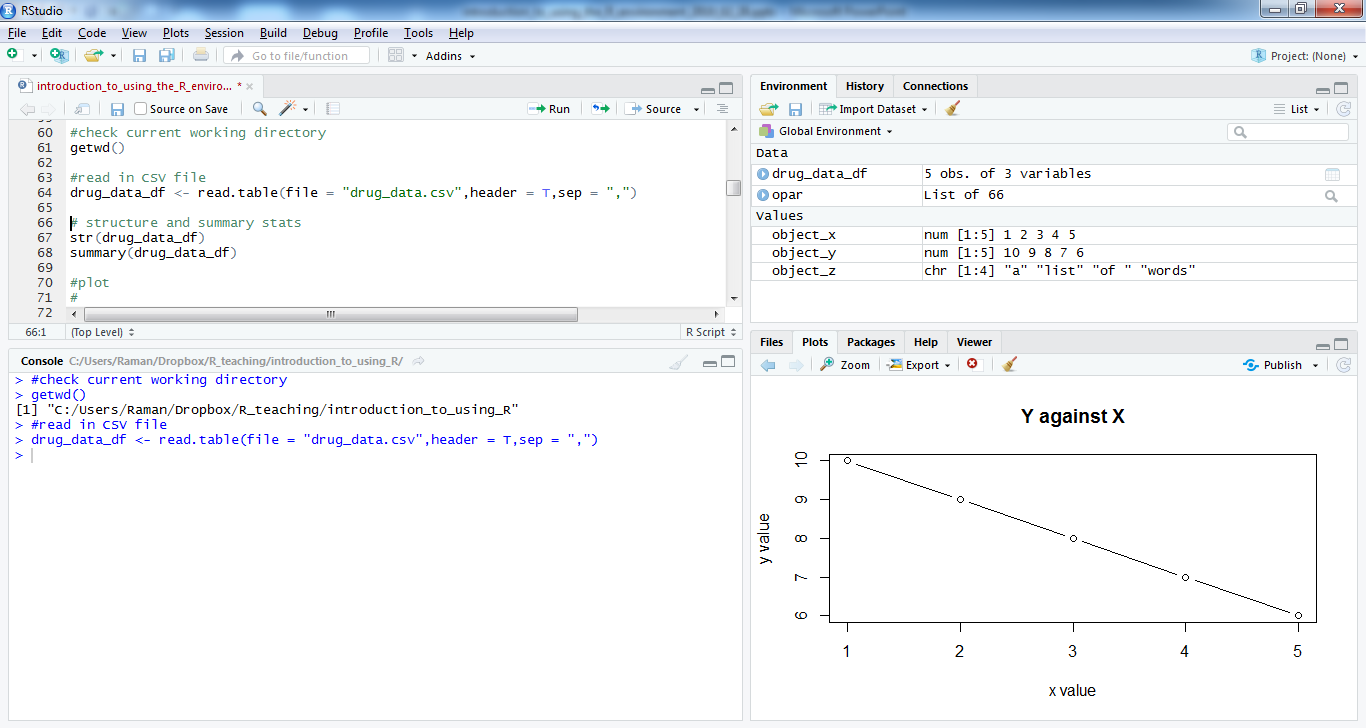 RStudio
File Edit Code View Plots Session Build Debug Profile Tools Help
Go to file/function Addins Project: (None)
introduction_to_using_the_R_enviro... *
Source on Save Run Source
60 #check current working directory
61 getwd()
62
63 #read in CSV file
64 drug_data_df <- read.table(file = "drug_data.csv",header = T,sep = ",")
65
66 # structure and summary stats
67 str(drug_data_df)
68 summary(drug_data_df)
69
70 #plot
71 #
72
66:1 (Top Level) R Script
Console C:/Users/Raman/Dropbox/R_teaching/introduction_to_using_R/
> #check current working directory
> getwd()
[1] "C:/Users/Raman/Dropbox/R_teaching/introduction_to_using_R"
> #read in CSV file
> drug_data_df <- read.table(file = "drug_data.csv",header = T,sep = ",")
>
Environment History Connections
Import Dataset List
Global Environment
Data
drug_data_df 5 obs. of 3 variables
opar List of 66
Values
object_x num [1:5] 1 2 3 4 5
object_y num [1:5] 10 9 8 7 6
object_z chr [1:4] "a" "list" "of " "words"
Files Plots Packages Help Viewer
Zoom Export Publish
Y against X
y value
10
9
8
7
6
1 2 3 4 5
x value